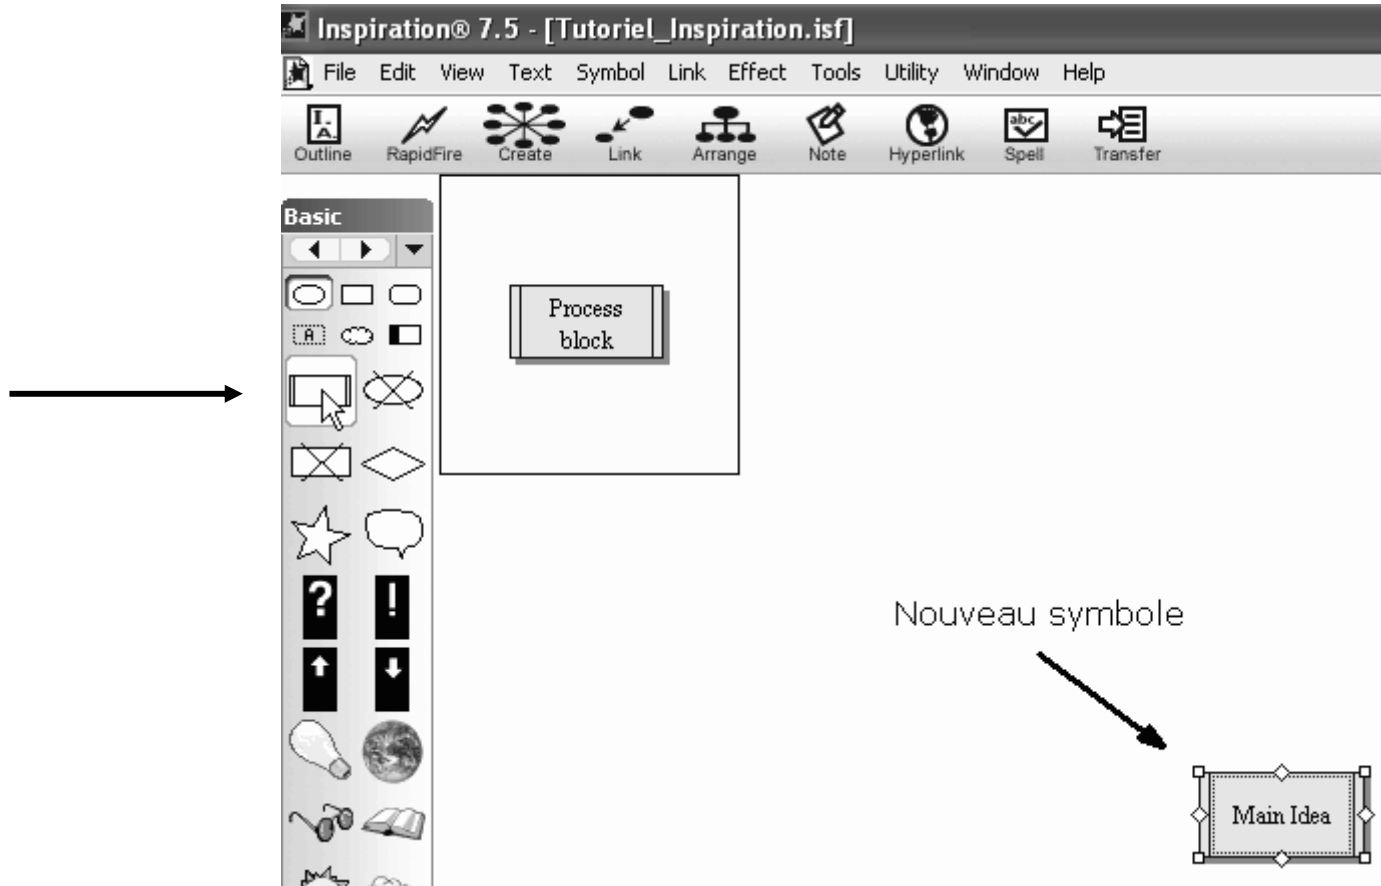 Inspiration® 7.5 - [Tutoriel_Inspiration.isf]
File Edit View Text Symbol Link Effect Tools Utility Window Help
I.
A.
abc
Outline RapidFire Create Link Arrange Note Hyperlink Spell Transfer
Basic
Process
block
A
?
!
Nouveau symbole
Main Idea